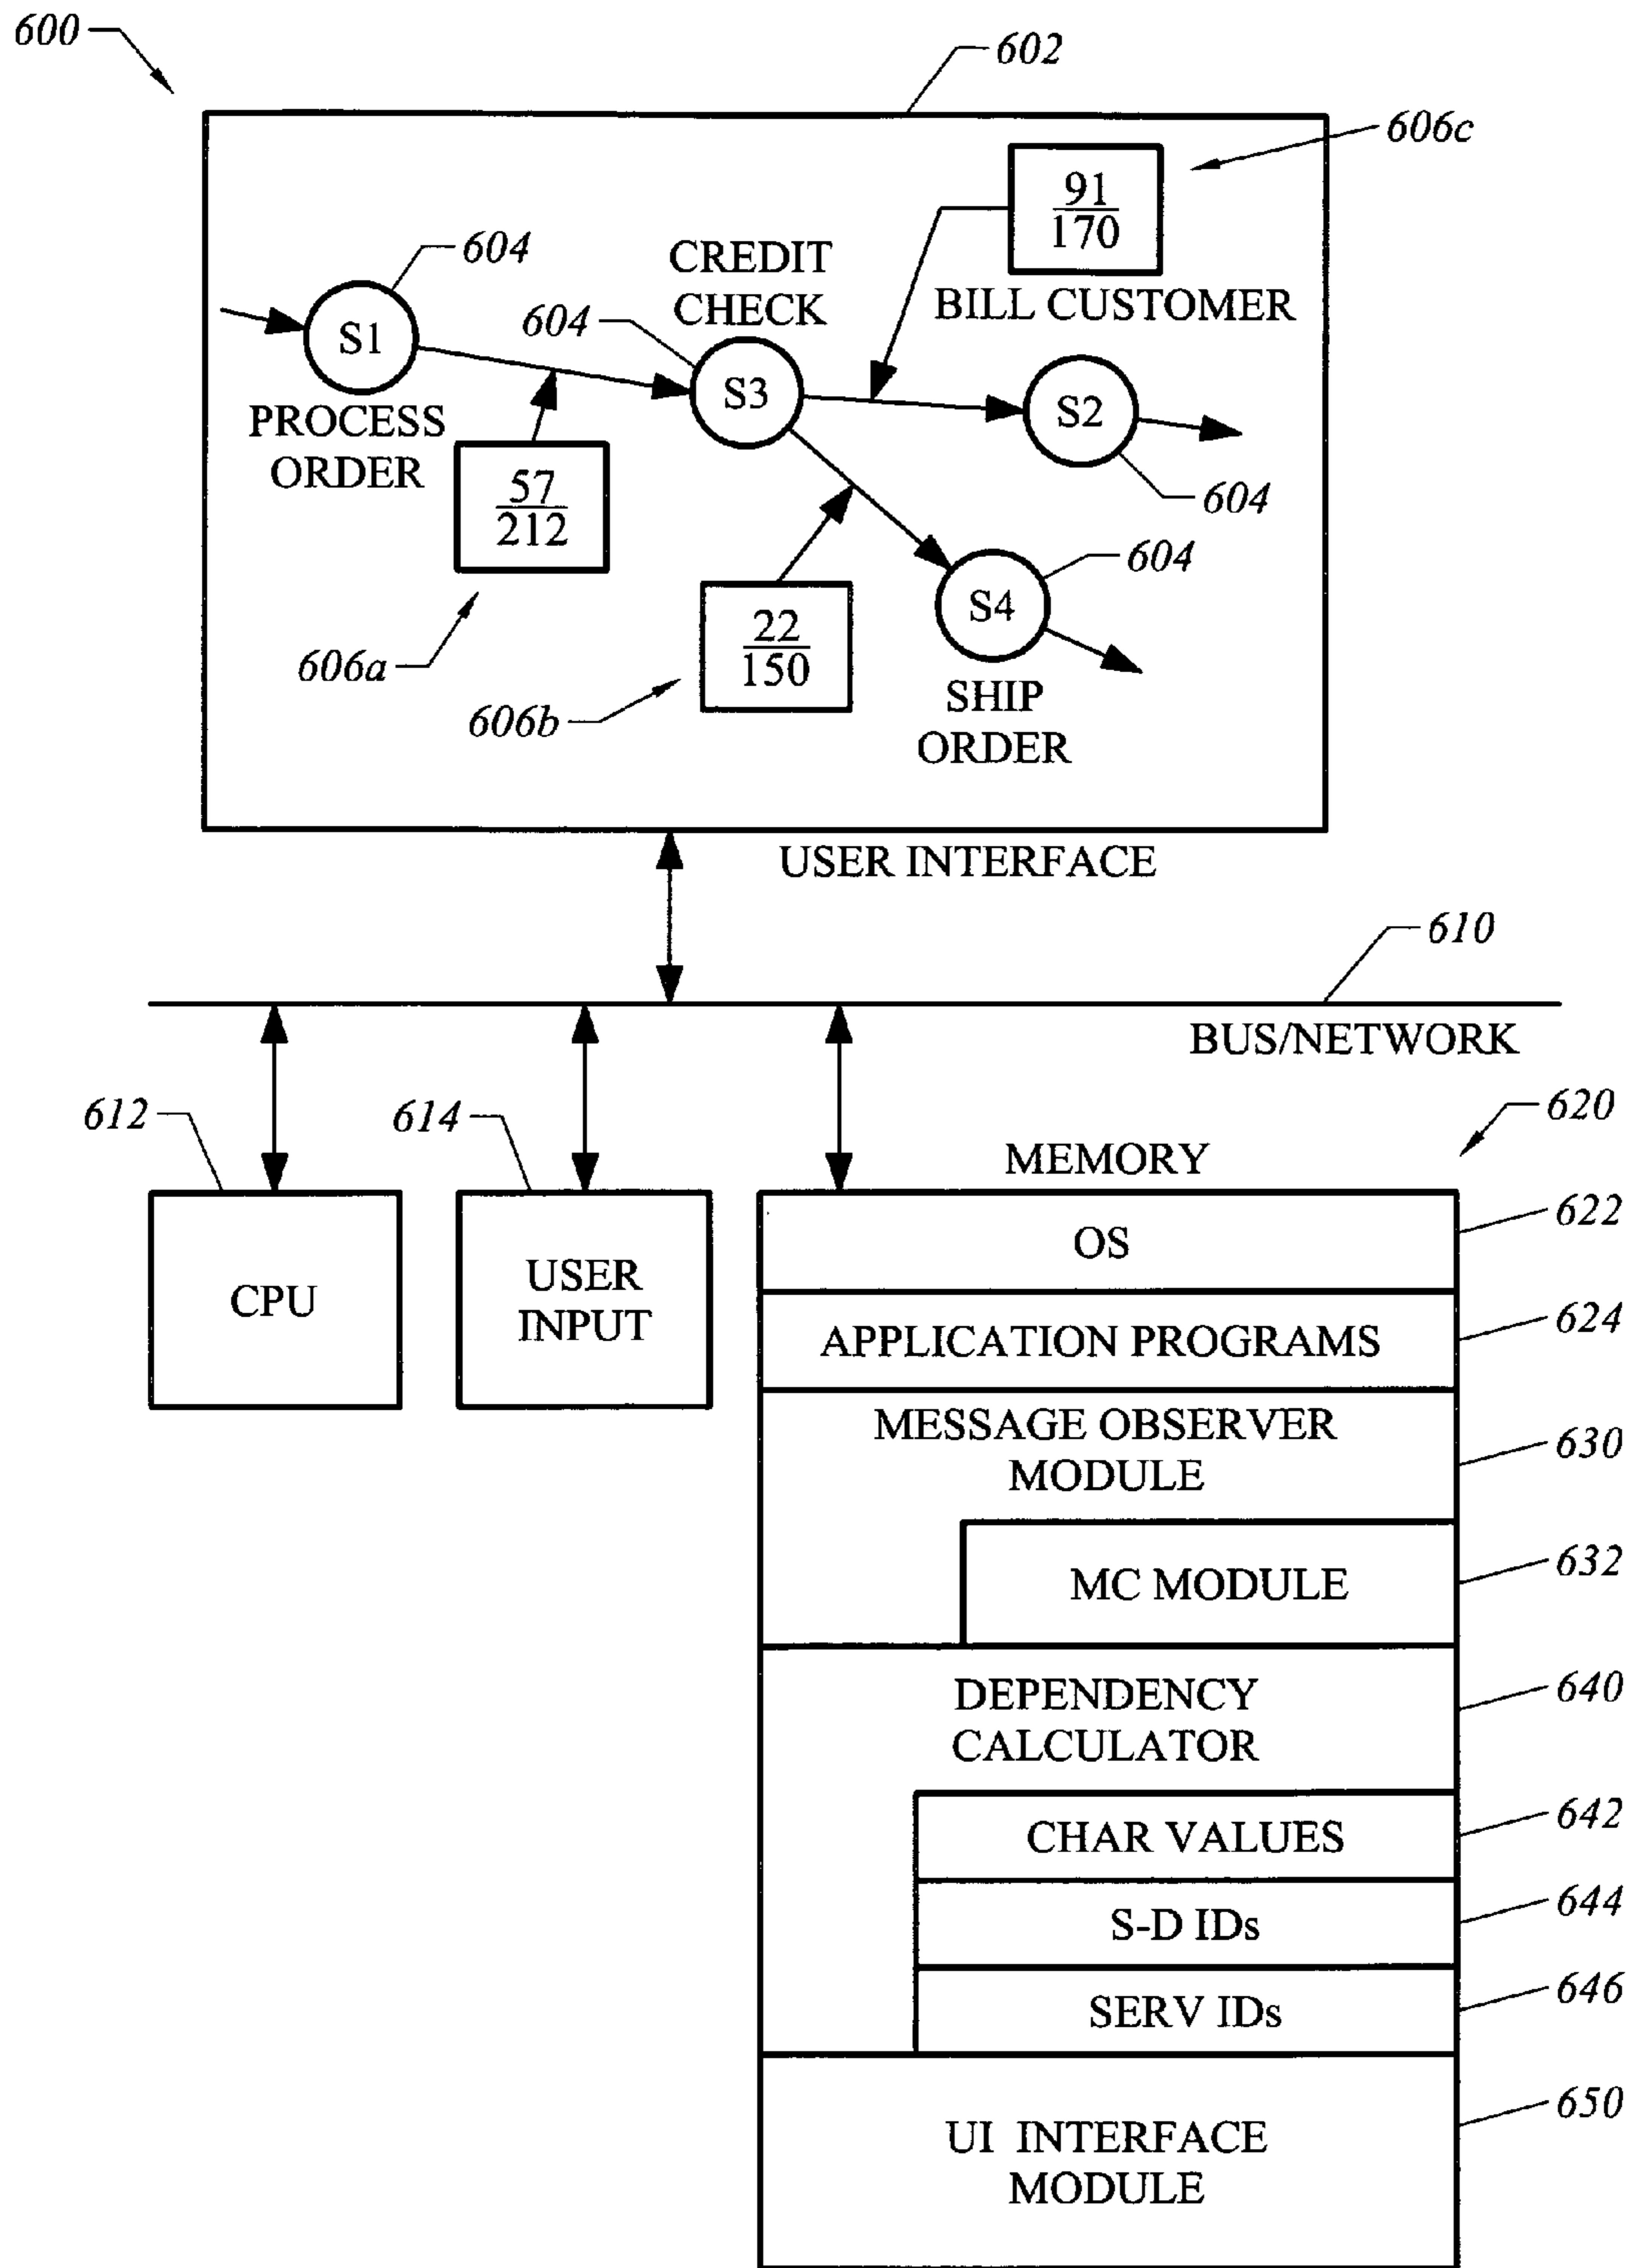 600
602
606c
91
170
604
CREDIT
CHECK
604
BILL CUSTOMER
S1
S3
S2
PROCESS
ORDER
57
212
604
604
22
150
S4
606a
606b
SHIP
ORDER
USER INTERFACE
610
BUS/NETWORK
612
614
620
MEMORY
CPU
USER
INPUT
OS
622
APPLICATION PROGRAMS
624
MESSAGE OBSERVER
MODULE
630
MC MODULE
632
DEPENDENCY
CALCULATOR
640
CHAR VALUES
642
S-D IDs
644
SERV IDs
646
UI INTERFACE
MODULE
650